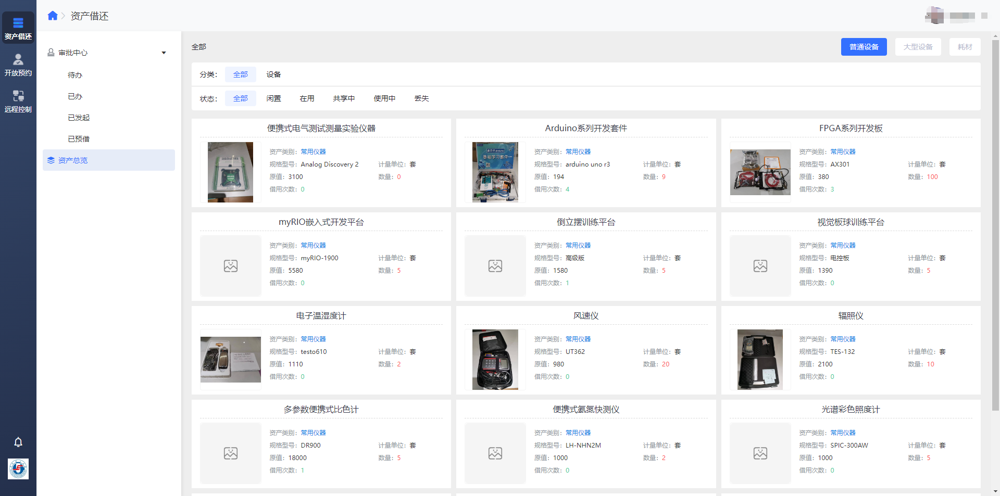 资产借还
资产借还
开放预约
远程控制
审批中心
待办
已办
已发起
已预借
资产总览
全部
普通设备 大型设备 耗材
分类： 全部 设备
状态： 全部 闲置 在用 共享中 使用中 丢失
便携式电气测试测量实验仪器
资产类别：常用仪器
规格型号：Analog Discovery 2 计量单位：套
原值：3100 数量：0
借用次数：0
Arduino系列开发套件
基础学习套件
资产类别：常用仪器
规格型号：arduino uno r3 计量单位：套
原值：194 数量：9
借用次数：4
FPGA系列开发板
资产类别：常用仪器
规格型号：AX301 计量单位：套
原值：380 数量：100
借用次数：3
myRIO嵌入式开发平台
资产类别：常用仪器
规格型号：myRIO-1900 计量单位：套
原值：5580 数量：5
借用次数：0
倒立摆训练平台
资产类别：常用仪器
规格型号：高级版 计量单位：套
原值：1580 数量：5
借用次数：1
视觉板球训练平台
资产类别：常用仪器
规格型号：电控板 计量单位：套
原值：1390 数量：5
借用次数：0
电子温湿度计
资产类别：常用仪器
规格型号：testo610 计量单位：套
原值：1110 数量：2
借用次数：0
风速仪
资产类别：常用仪器
规格型号：UT362 计量单位：套
原值：980 数量：20
借用次数：0
辐照仪
资产类别：常用仪器
规格型号：TES-132 计量单位：套
原值：2100 数量：10
借用次数：0
多参数便携式比色计
资产类别：常用仪器
规格型号：DR900 计量单位：套
原值：18000 数量：5
借用次数：1
便携式氨氮快测仪
资产类别：常用仪器
规格型号：LH-NHN2M 计量单位：套
原值：1000 数量：2
借用次数：0
光谱彩色照度计
资产类别：常用仪器
规格型号：SPIC-300AW 计量单位：套
原值：1000 数量：5
借用次数：0